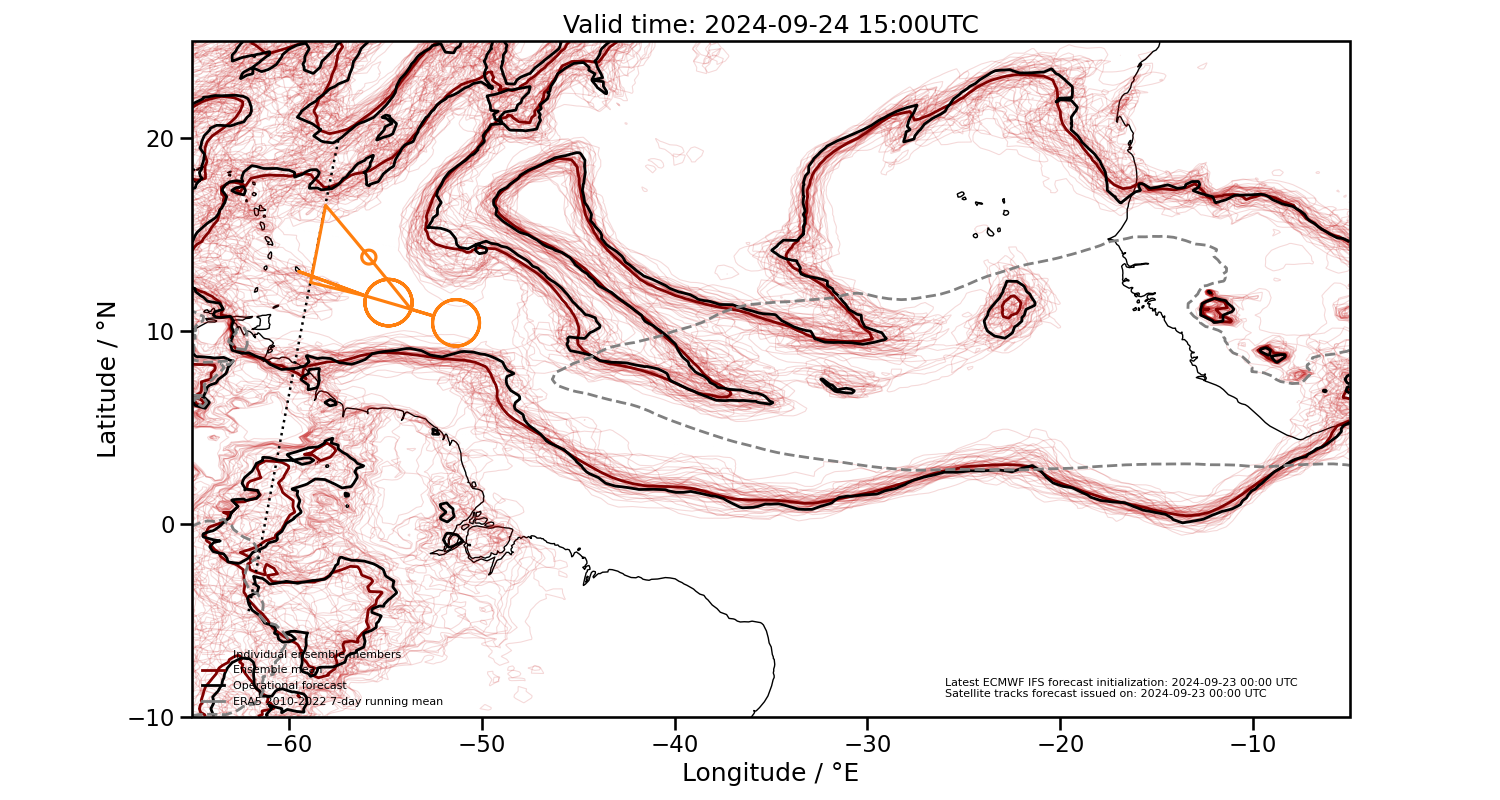 Valid time: 2024-09-24 15:00UTC
20
10
0
−10
Latitude / °N
Individual ensemble members
Ensemble mean
Operational forecast
ERA5 2010-2022 7-day running mean
Latest ECMWF IFS forecast initialization: 2024-09-23 00:00 UTC
Satellite tracks forecast issued on: 2024-09-23 00:00 UTC
−60
−50
−40
−30
−20
−10
Longitude / °E